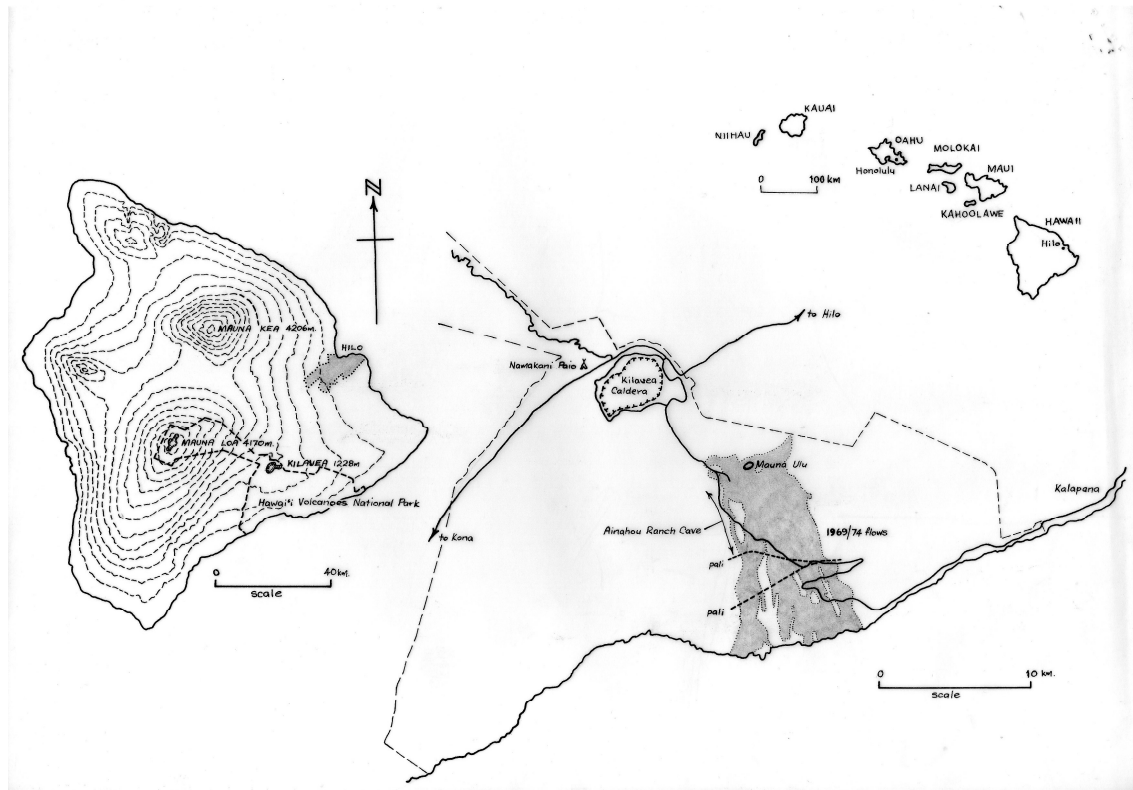 KAUAI
NIIHAU
OAHU
Honolulu
MOLOKAI
MAUI
LANAI
KAHOOLAWE
HAWAII
Hilo
0 100 km
N
MAUNA KEA 4206m.
HILO
MAUNA LOA 4170m.
KILAUEA 1228m
Hawai'i Volcanoes National Park
0 40 km.
scale
to Hilo
Namakani Paio
Kilauea
Caldera
Mauna Ulu
Kalapana
Ainahou Ranch Cave
1969/74 flows
to Kona
pali
pali
0 10 km.
scale